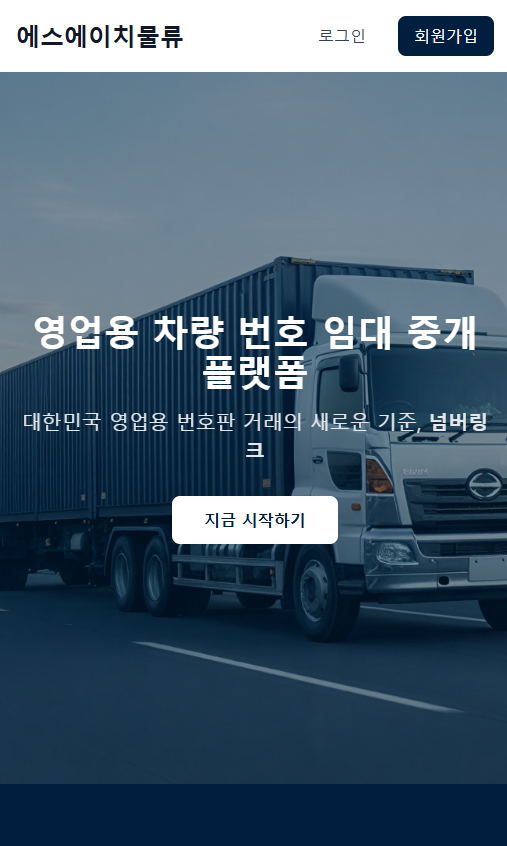 에스에이치물류
로그인
회원가입
영업용 차량 번호 임대 중개
플랫폼
대한민국 영업용 번호판 거래의 새로운 기준, 넘버링
크
지금 시작하기